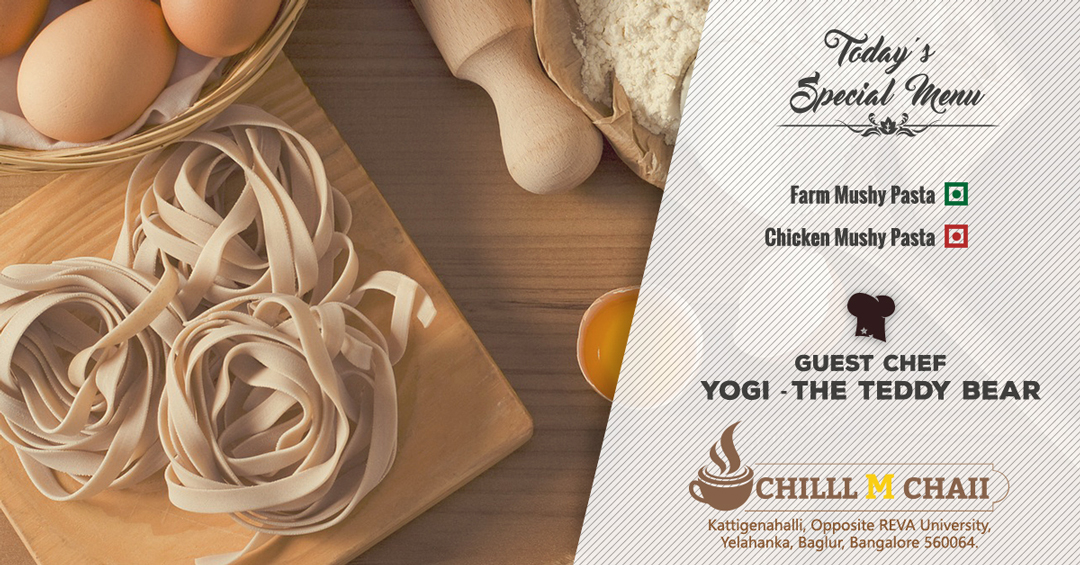 Today's
Special Menu
Farm Mushy Pasta
Chicken Mushy Pasta
GUEST CHEF
YOGI - THE TEDDY BEAR
CHILLL M CHAII
Kattigenahalli, Opposite REVA University,
Yelahanka, Baglur, Bangalore 560064.